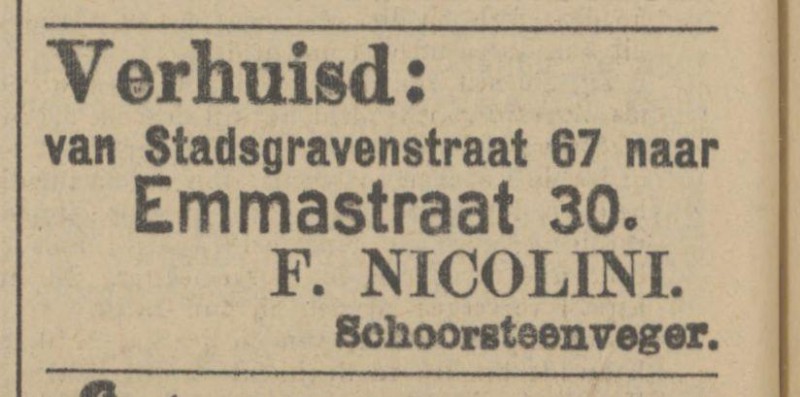 Verhuisd:
van Stadsgravenstraat 67 naar
Emmastraat 30.
F. NICOLINI.
Schoorsteenveger.